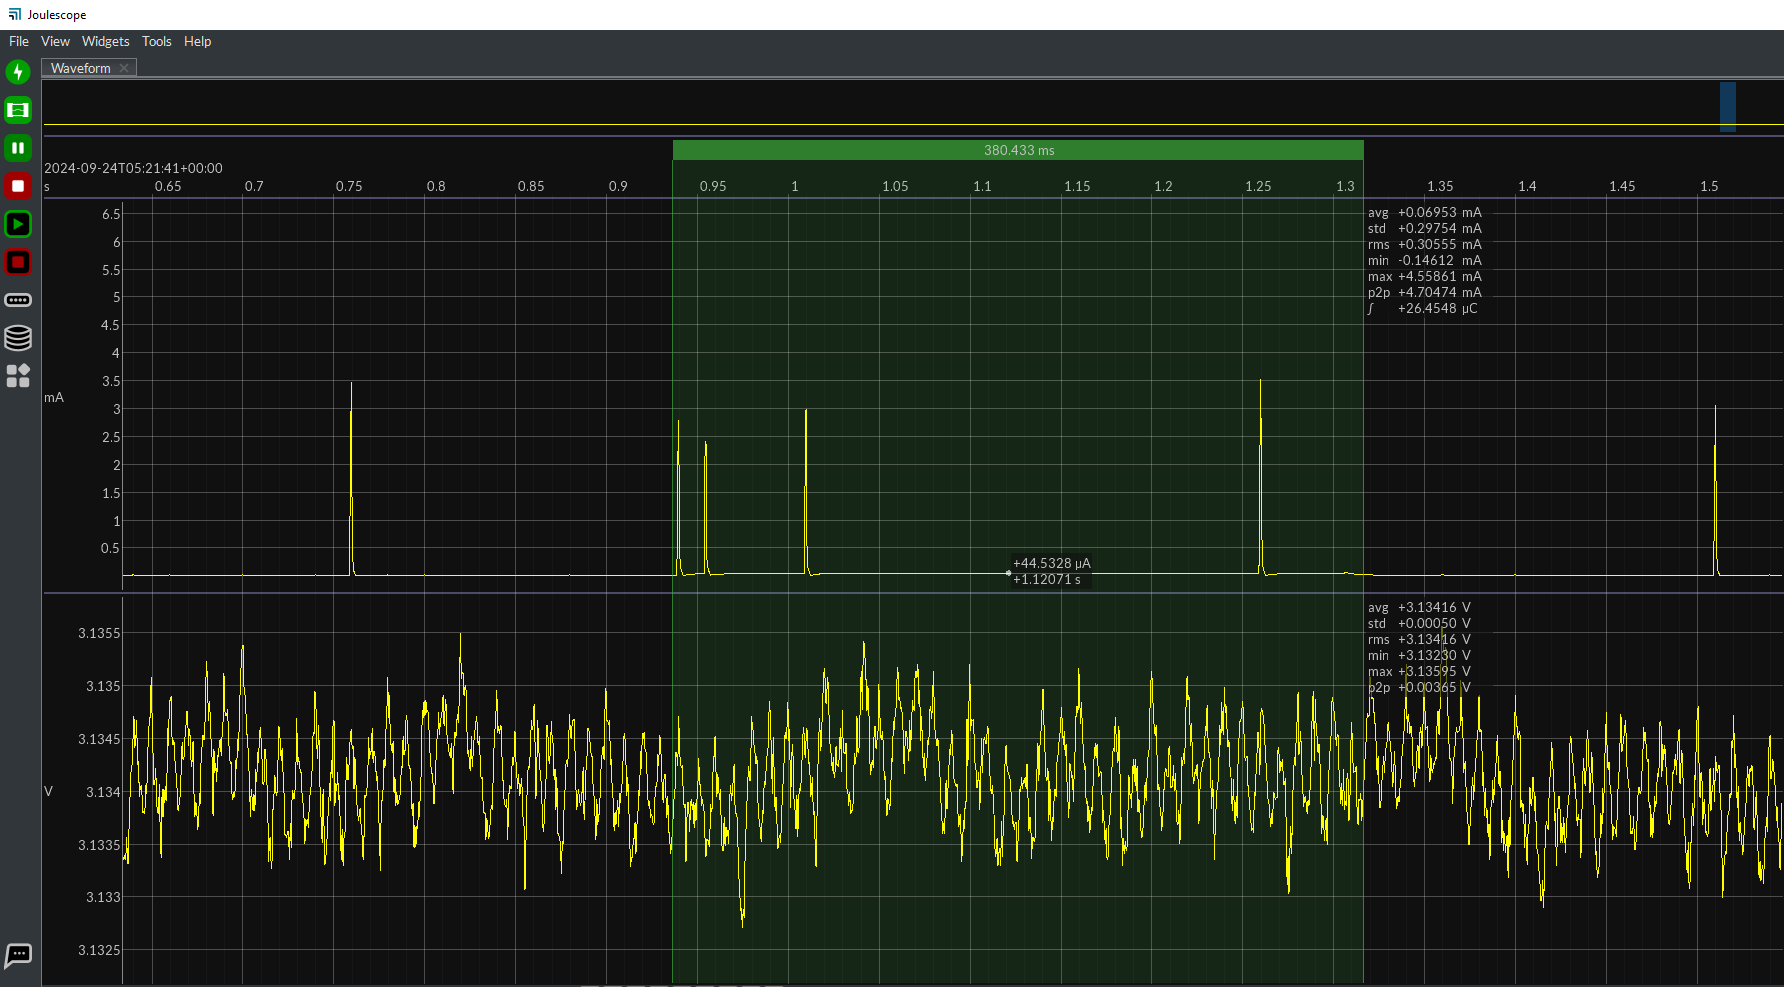 Joulescope
File View Widgets Tools Help
Waveform
380.433 ms
2024-09-24T05:21:41+00:00
s 0.65 0.7 0.75 0.8 0.85 0.9 0.95 1 1.05 1.1 1.15 1.2 1.25 1.3 1.35 1.4 1.45 1.5
6.5
6
5.5
5
4.5
4
3.5
mA
3
2.5
2
1.5
1
0.5
avg +0.06953 mA
std +0.29754 mA
rms +0.30555 mA
min -0.14612 mA
max +4.55861 mA
p2p +4.70474 mA
∫ +26.4548 µC
+44.5328 µA
+1.12071 s
3.1355
3.135
3.1345
V 3.134
3.1335
3.133
3.1325
avg +3.13416 V
std +0.00050 V
rms +3.13416 V
min +3.13230 V
max +3.13595 V
p2p +0.00365 V